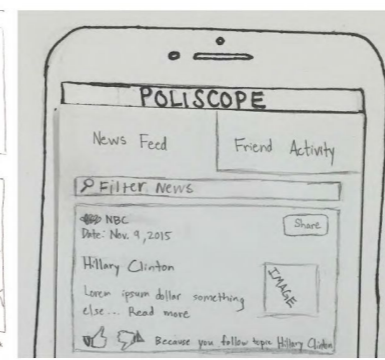 POLISCOPE
News Feed
Friend Activity
Filter News
NBC
Share
Date: Nov. 9, 2015
Hillary Clinton
IMAGE
Lorem ipsum dollar something
else... Read more
Because you follow topic Hillary Clinton